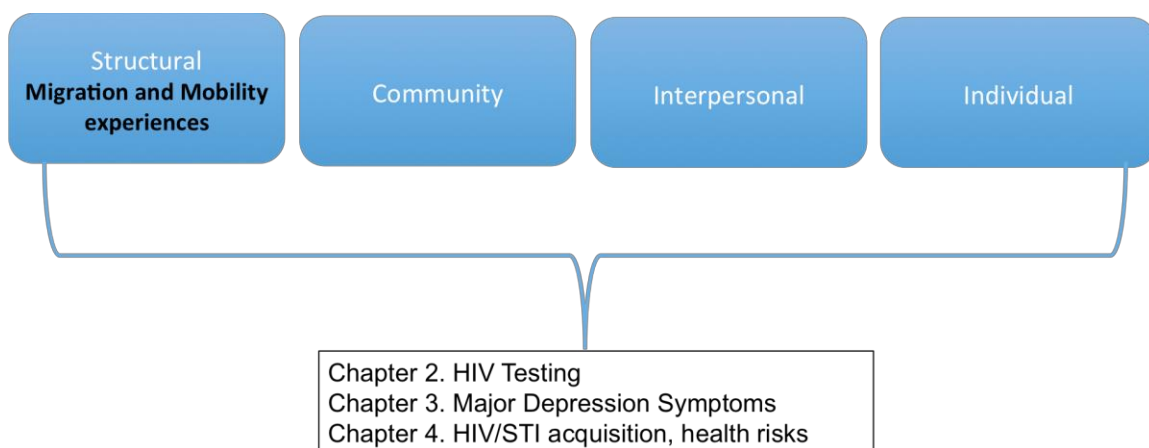 Structural
Migration and Mobility
experiences
Community
Interpersonal
Individual
Chapter 2. HIV Testing
Chapter 3. Major Depression Symptoms
Chapter 4. HIV/STI acquisition, health risks